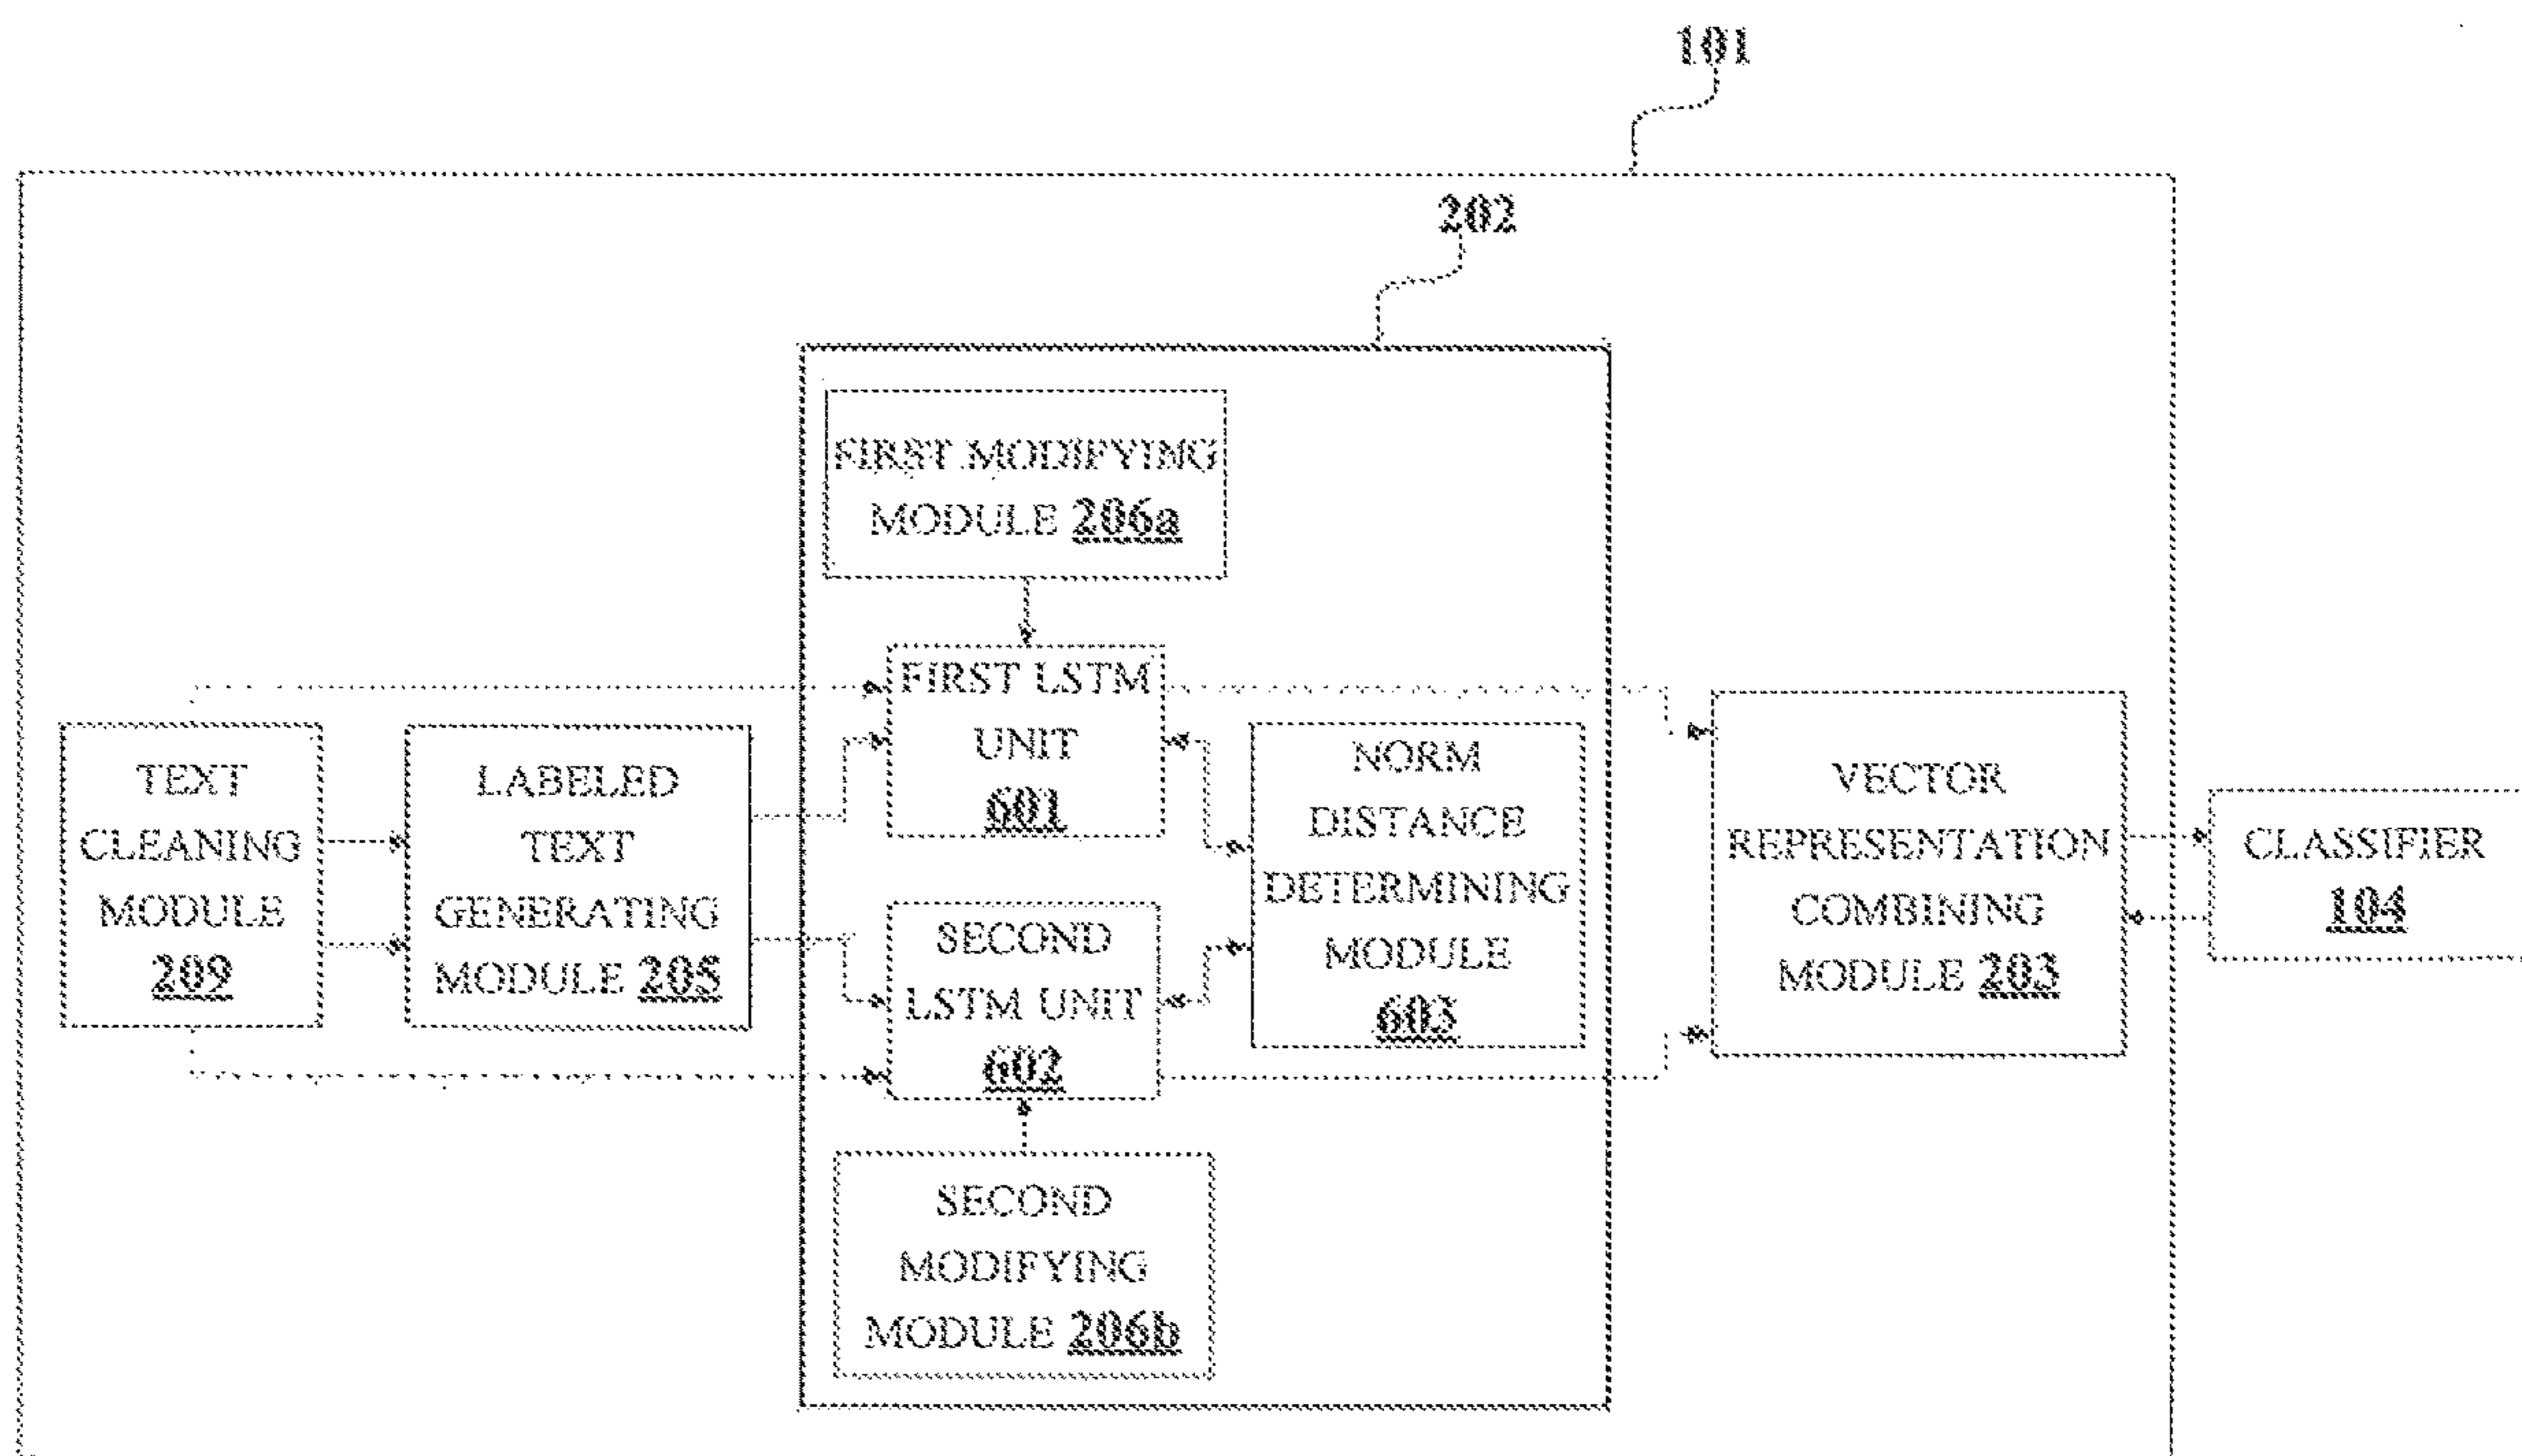 101
202
FIRST MODIFYING
MODULE 206a
FIRST LSTM
UNIT
601
TEXT
CLEANING
MODULE
209
LABELED
TEXT
GENERATING
MODULE 205
SECOND
LSTM UNIT
602
NORM
DISTANCE
DETERMINING
MODULE
603
VECTOR
REPRESENTATION
COMBINING
MODULE 203
CLASSIFIER
104
SECOND
MODIFYING
MODULE 206b